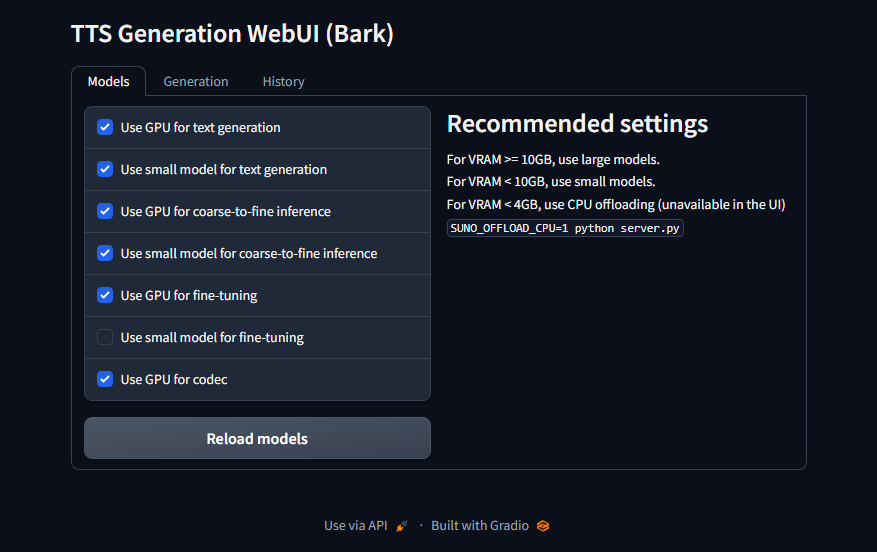 TTS Generation WebUI (Bark)
Models
Generation
History
Use GPU for text generation
Use small model for text generation
Use GPU for coarse-to-fine inference
Use small model for coarse-to-fine inference
Use GPU for fine-tuning
Use small model for fine-tuning
Use GPU for codec
Reload models
Recommended settings
For VRAM >= 10GB, use large models.
For VRAM < 10GB, use small models.
For VRAM < 4GB, use CPU offloading (unavailable in the UI)
SUNO_OFFLOAD_CPU=1 python server.py
Use via API · Built with Gradio